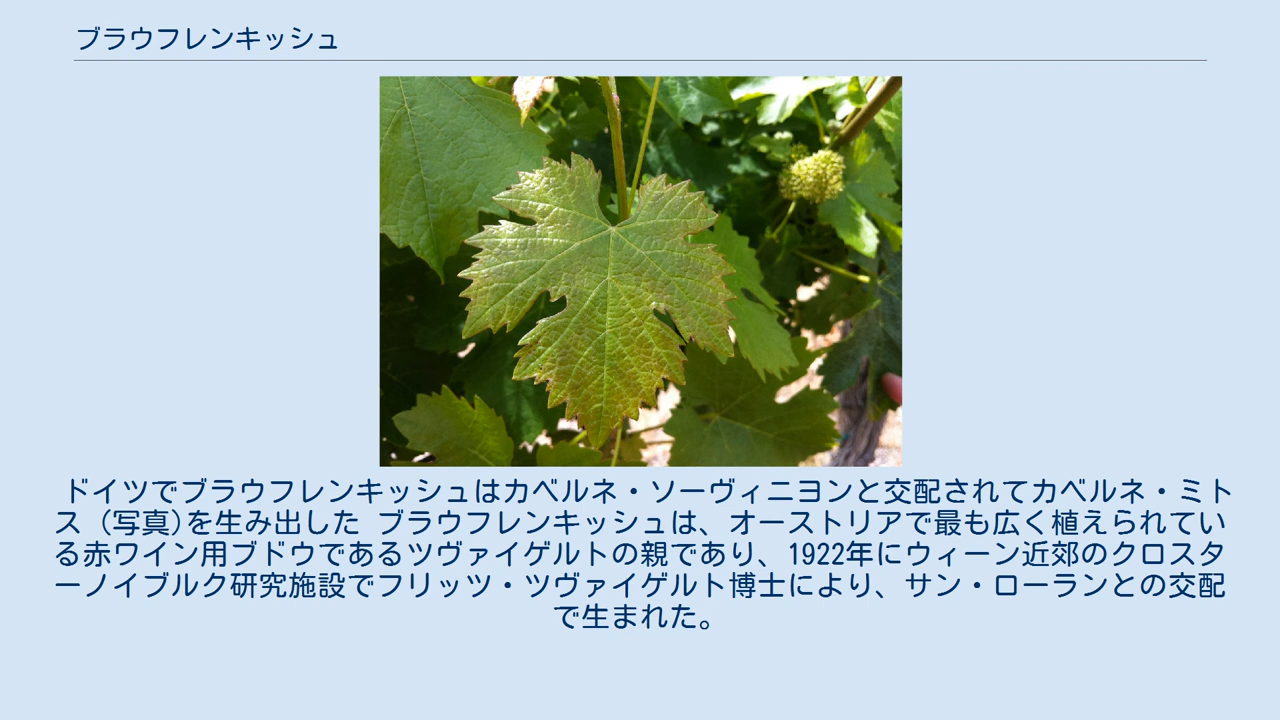 ブラウフレンキッシュ
ドイツでブラウフレンキッシュはカベルネ・ソーヴィニヨンと交配されてカベルネ・ミト
ス (写真)を生み出した ブラウフレンキッシュは、オーストリアで最も広く植えられてい
る赤ワイン用ブドウであるツヴァイゲルトの親であり、1922年にウィーン近郊のクロスタ
ーノイブルク研究施設でフリッツ・ツヴァイゲルト博士により、サン・ローランとの交配
で生まれた。